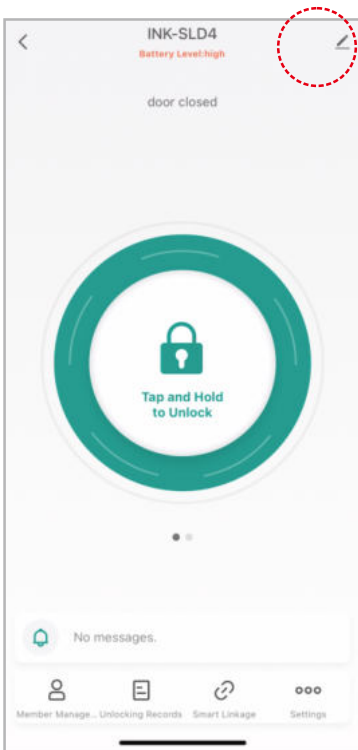 INK-SLD4
Battery Level:high
door closed
Tap and Hold
to Unlock
No messages.
Member Manage... Unlocking Records Smart Linkage Settings